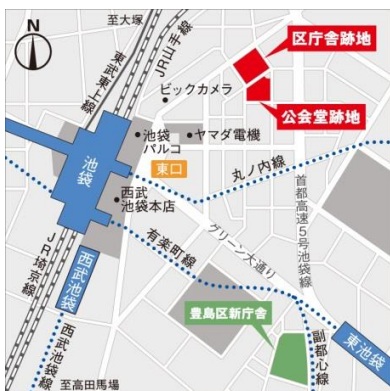 至大塚
N
東武東上線
JR山手線
区庁舎跡地
ビックカメラ
公会堂跡地
池袋
パルコ
ヤマダ電機
東口
丸ノ内線
池袋
西武
池袋本店
首都高速5号池袋線
グリーン大通り
有楽町線
JR埼京線
西武池袋
西武池袋線
豊島区新庁舎
副都心線
東池袋
至高田馬場